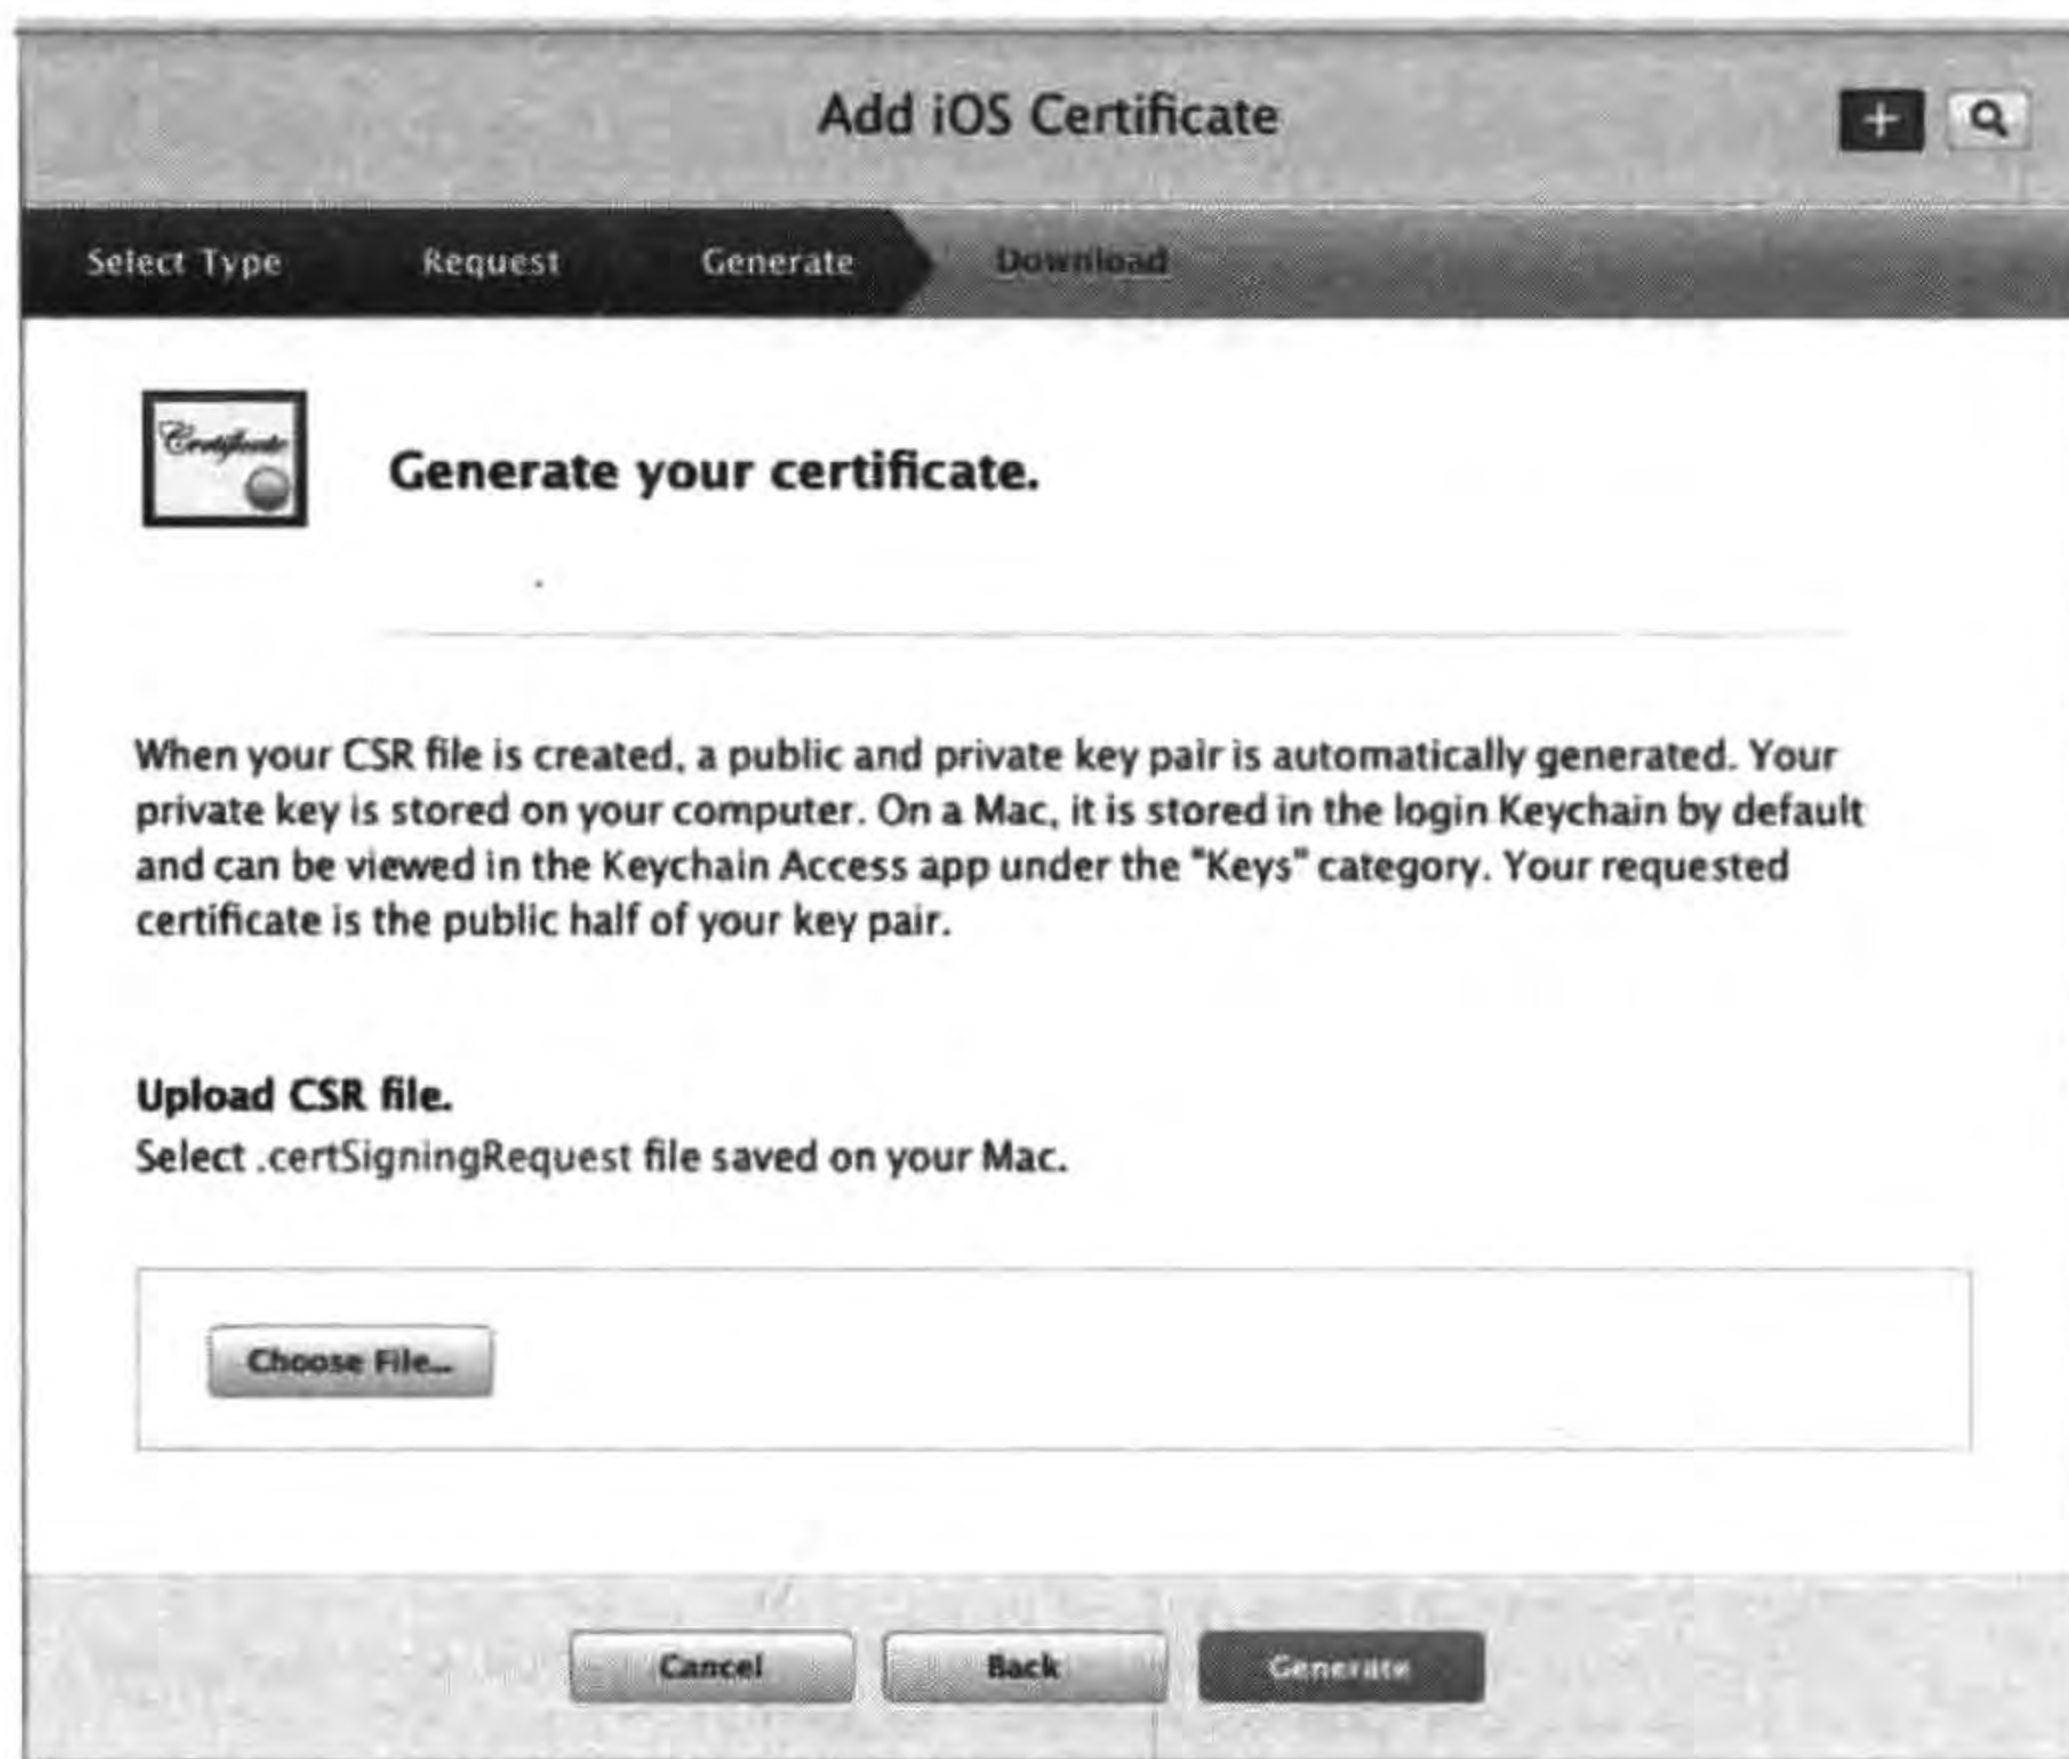 Add iOS Certificate
+
Select Type Request Generate Download
Certificate
Generate your certificate.
When your CSR file is created, a public and private key pair is automatically generated. Your
private key is stored on your computer. On a Mac, it is stored in the login Keychain by default
and can be viewed in the Keychain Access app under the "Keys" category. Your requested
certificate is the public half of your key pair.
Upload CSR file.
Select .certSigningRequest file saved on your Mac.
Choose File...
Cancel Back Generate